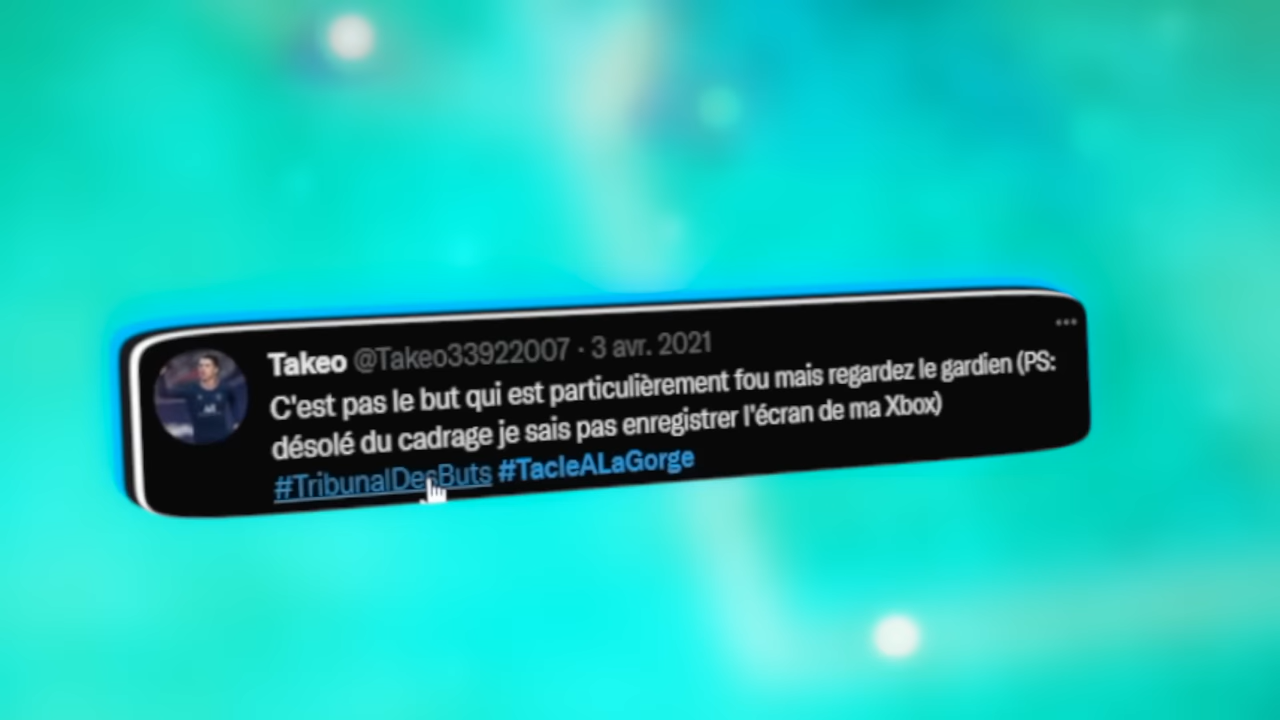 Takeo @Takeo33922007 · 3 avr. 2021
C'est pas le but qui est particulièrement fou mais regardez le gardien (PS:
désolé du cadrage je sais pas enregistrer l'écran de ma Xbox)
#TribunalDesButs #TacleALaGorge